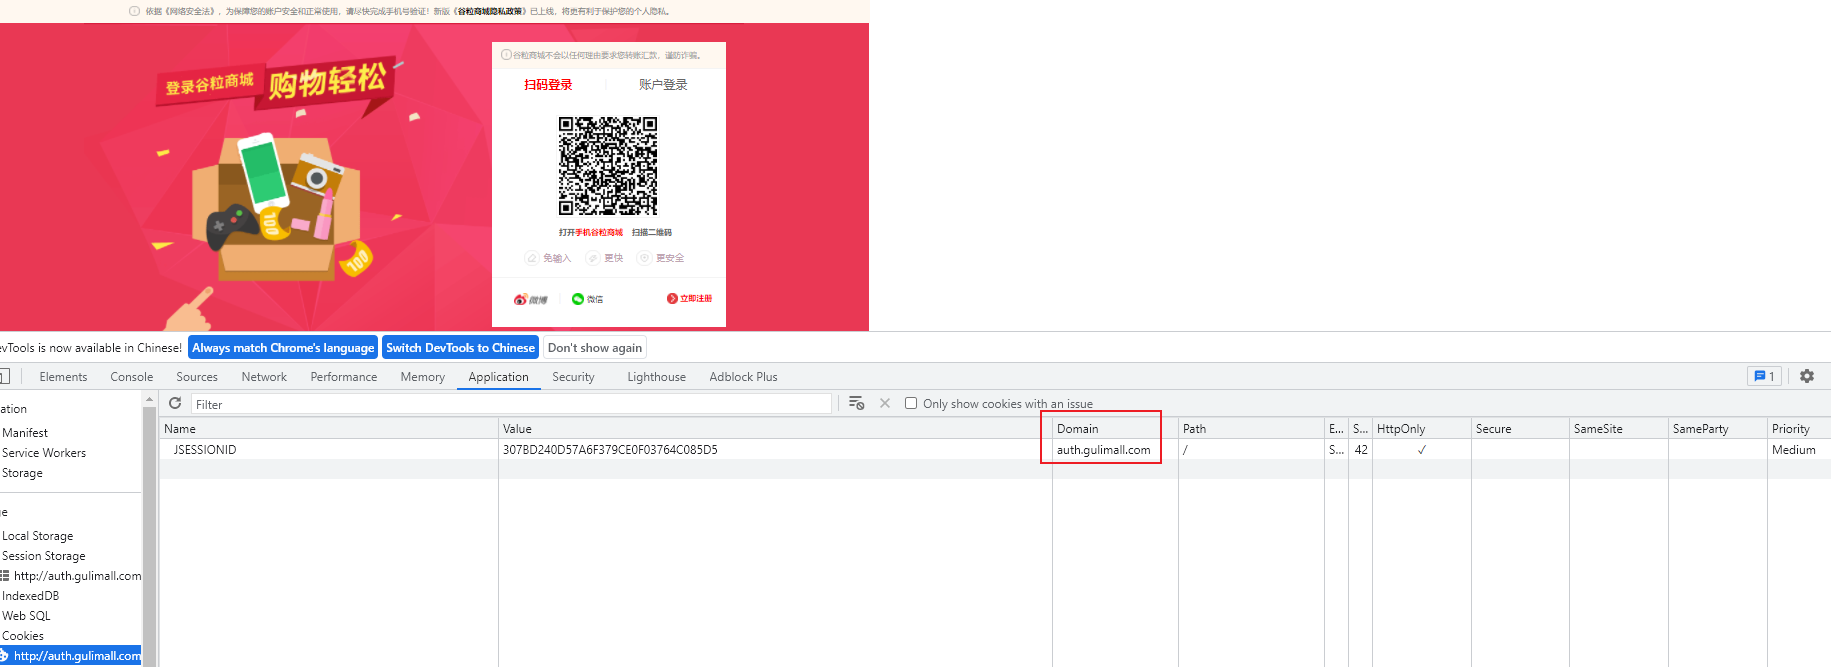 依据《网络安全法》，为保障您的账户安全和正常使用，请尽快完成手机号验证！新版《谷粒商城隐私政策》已上线，将更有利于保护您的个人隐私。
登录谷粒商城 购物轻松
100
100
谷粒商城不会以任何理由要求您转账汇款，谨防诈骗。
扫码登录 账户登录
打开手机谷粒商城 扫描二维码
免输入 更快 更安全
微博 微信 立即注册
evTools is now available in Chinese! Always match Chrome's language Switch DevTools to Chinese Don't show again
Elements Console Sources Network Performance Memory Application Security Lighthouse Adblock Plus 1
ation
Manifest
Service Workers
Storage
ge
Local Storage
Session Storage
http://auth.gulimall.com
IndexedDB
Web SQL
Cookies
http://auth.gulimall.com
Filter Only show cookies with an issue
Name Value Domain Path E... S... HttpOnly Secure SameSite SameParty Priority
JSESSIONID 307BD240D57A6F379CE0F03764C085D5 auth.gulimall.com / S... 42 ✓ Medium